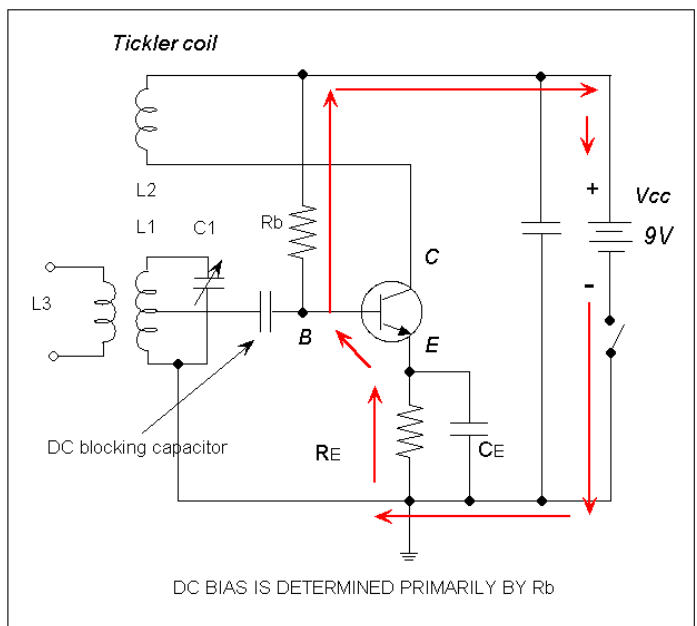 Tickler coil
L2
L1
C1
Rb
L3
C
B
E
+
Vcc
9V
-
DC blocking capacitor
RE
CE
DC BIAS IS DETERMINED PRIMARILY BY Rb